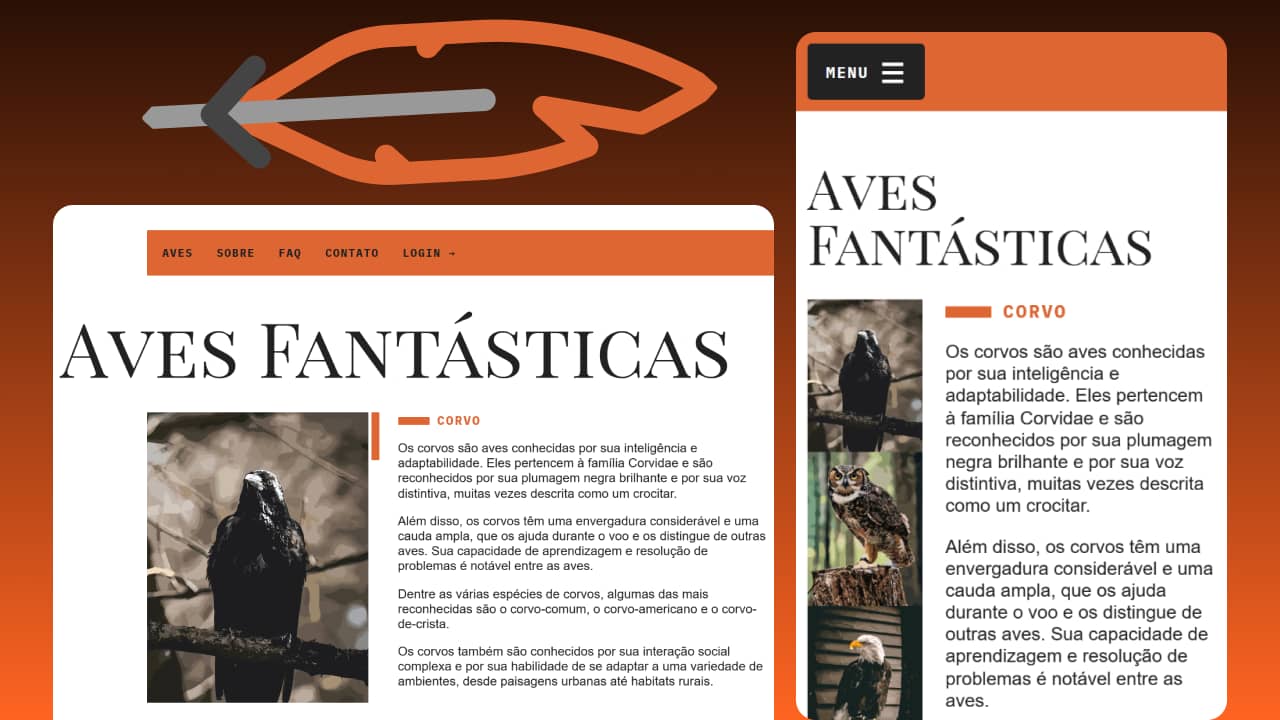 AVES SOBRE FAQ CONTATO LOGIN →
AVES FANTÁSTICAS
CORVO
Os corvos são aves conhecidas por sua inteligência e
adaptabilidade. Eles pertencem à família Corvidae e são
reconhecidos por sua plumagem negra brilhante e por sua voz
distintiva, muitas vezes descrita como um crocitar.
Além disso, os corvos têm uma envergadura considerável e uma
cauda ampla, que os ajuda durante o voo e os distingue de outras
aves. Sua capacidade de aprendizagem e resolução de
problemas é notável entre as aves.
Dentre as várias espécies de corvos, algumas das mais
reconhecidas são o corvo-comum, o corvo-americano e o corvo-
de-crista.
Os corvos também são conhecidos por sua interação social
complexa e por sua habilidade de se adaptar a uma variedade de
ambientes, desde paisagens urbanas até habitats rurais.
MENU
AVES
FANTÁSTICAS
CORVO
Os corvos são aves conhecidas
por sua inteligência e
adaptabilidade. Eles pertencem
à família Corvidae e são
reconhecidos por sua plumagem
negra brilhante e por sua voz
distintiva, muitas vezes descrita
como um crocitar.
Além disso, os corvos têm uma
envergadura considerável e uma
cauda ampla, que os ajuda
durante o voo e os distingue de
outras aves. Sua capacidade de
aprendizagem e resolução de
problemas é notável entre as
aves.